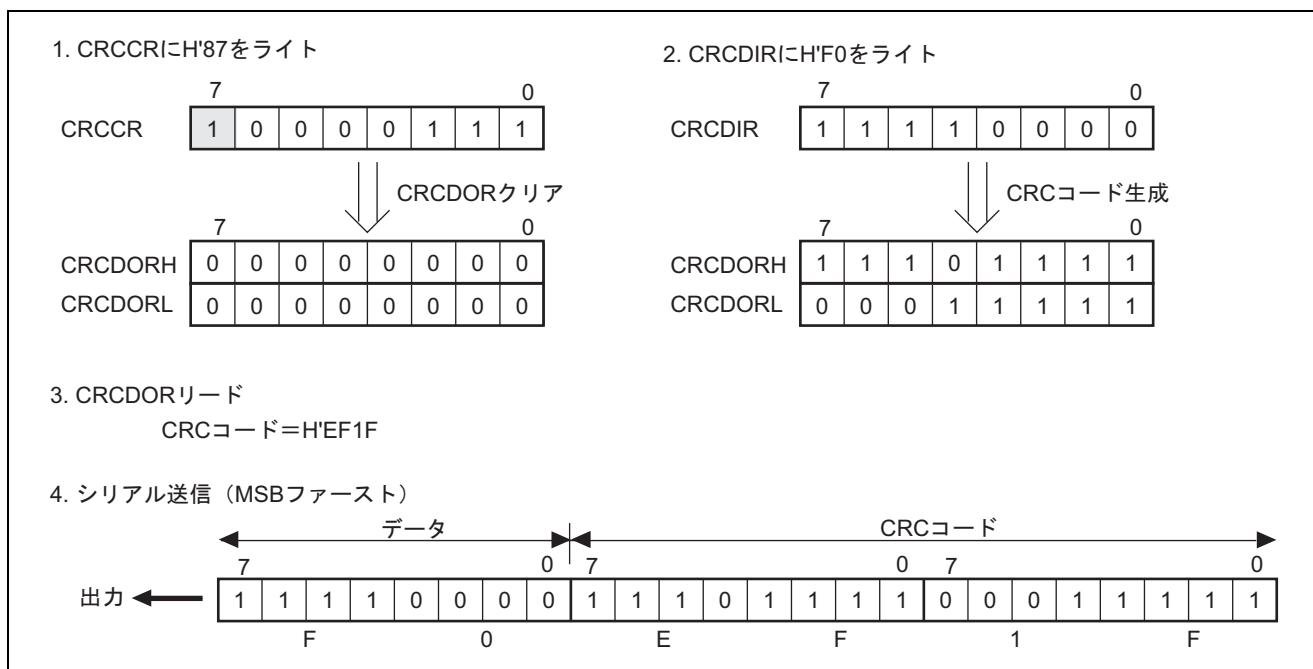 1. CRCCRにH'87をライト
7 0
CRCCR 1 0 0 0 0 1 1 1
CRCDORクリア
7 0
CRCDORH 0 0 0 0 0 0 0 0
CRCDORL 0 0 0 0 0 0 0 0
2. CRCDIRにH'F0をライト
7 0
CRCDIR 1 1 1 1 0 0 0 0
CRCコード生成
7 0
CRCDORH 1 1 1 0 1 1 1 1
CRCDORL 0 0 0 1 1 1 1 1
3. CRCDORリード
CRCコード＝H'EF1F
4. シリアル送信（MSBファースト）
データ CRCコード
7 0 7 0 7 0
出力 1 1 1 1 0 0 0 0 1 1 1 0 1 1 1 1 0 0 0 1 1 1 1 1
F 0 E F 1 F